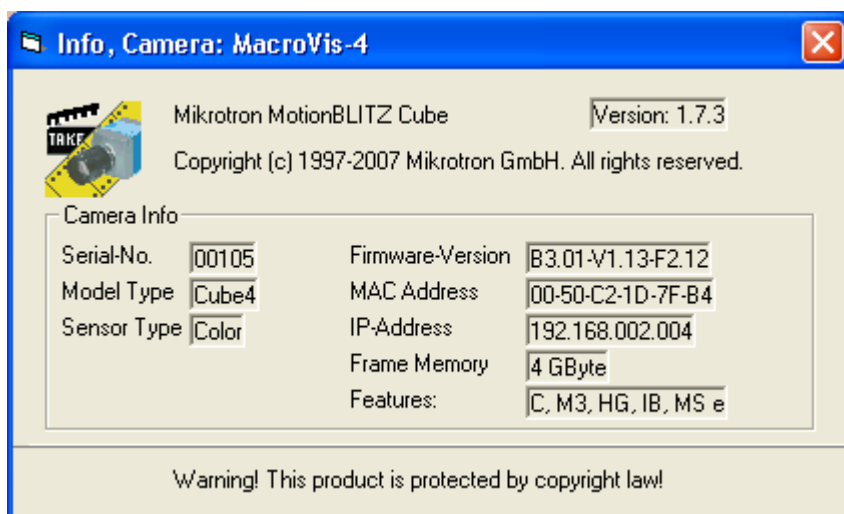 Info, Camera: MacroVis-4
TAKE
Mikrotron MotionBLITZ Cube Version: 1.7.3
Copyright (c) 1997-2007 Mikrotron GmbH. All rights reserved.
Camera Info
Serial-No. 00105 Firmware-Version B3.01-V1.13-F2.12
Model Type Cube4 MAC Address 00-50-C2-1D-7F-B4
Sensor Type Color IP-Address 192.168.002.004
Frame Memory 4 GByte
Features: C, M3, HG, IB, MS e
Warning! This product is protected by copyright law!